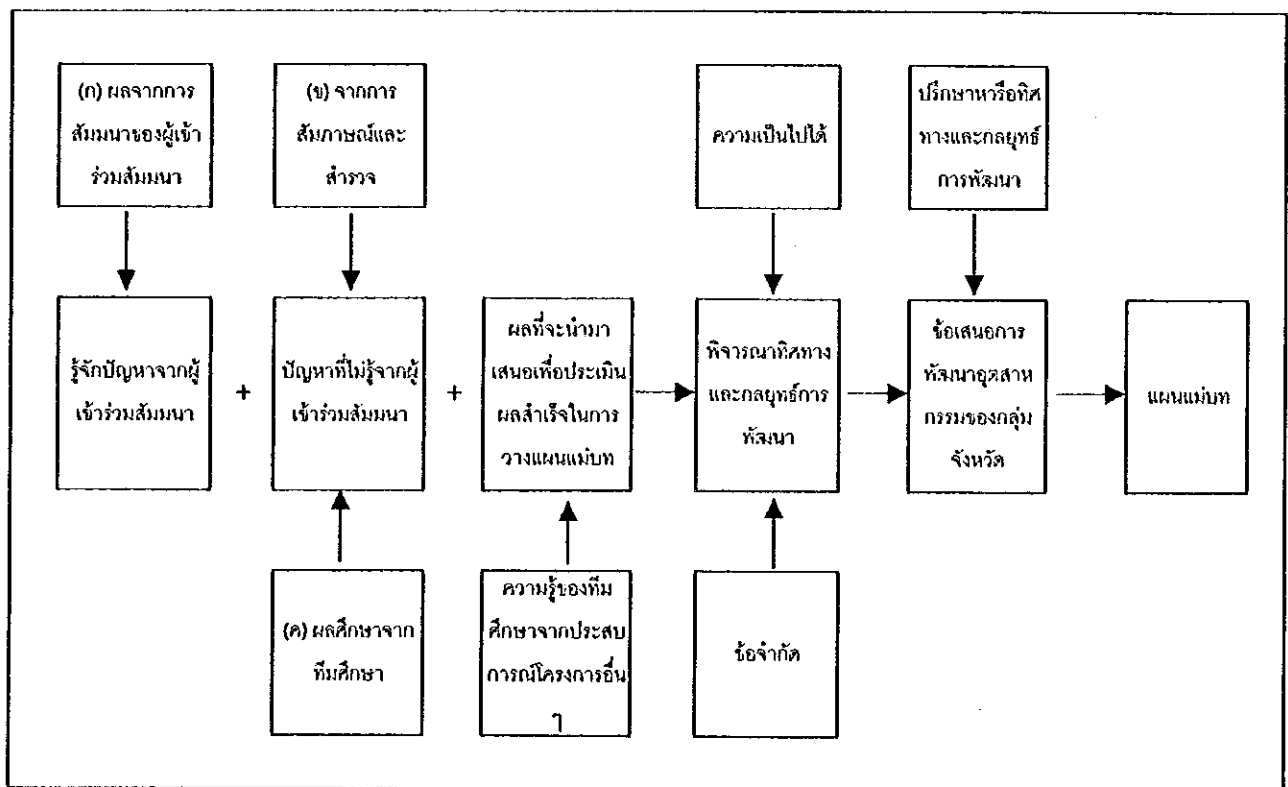 (ก) ผลจากการ
สัมมนาของผู้เข้า
ร่วมสัมมนา
(ข) จากการ
สัมภาษณ์และ
สำรวจ
ความเป็นไปได้
ปรึกษาหารือทิศ
ทางและกลยุทธ์
การพัฒนา
รู้จักปัญหาจากผู้
เข้าร่วมสัมมนา
+
ปัญหาที่ไม่รู้จากผู้
เข้าร่วมสัมมนา
+
ผลที่จะนำมา
เสนอเพื่อประเมิน
ผลสำเร็จในการ
วางแผนแม่บท
พิจารณาทิศทาง
และกลยุทธ์การ
พัฒนา
ข้อเสนอการ
พัฒนาอุตสาห
กรรมของกลุ่ม
จังหวัด
แผนแม่บท
(ค) ผลศึกษาจาก
ทีมศึกษา
ความรู้ของทีม
ศึกษาจากประสบ
การณ์โครงการอื่น
ๆ
ข้อจำกัด